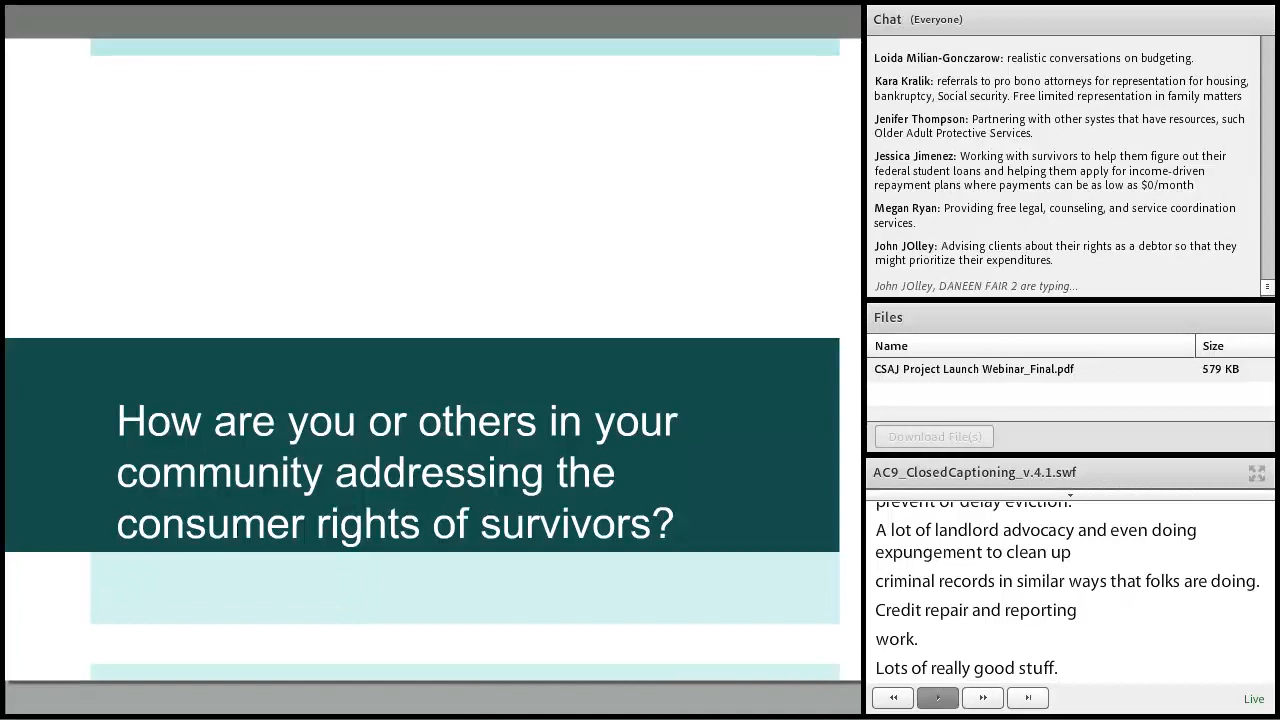 How are you or others in your
community addressing the
consumer rights of survivors?
Chat (Everyone)
Loida Milian-Gonczarow: realistic conversations on budgeting.
Kara Kralik: referrals to pro bono attorneys for representation for housing,
bankruptcy, Social security. Free limited representation in family matters
Jenifer Thompson: Partnering with other systes that have resources, such
Older Adult Protective Services.
Jessica Jimenez: Working with survivors to help them figure out their
federal student loans and helping them apply for income-driven
repayment plans where payments can be as low as $0/month
Megan Ryan: Providing free legal, counseling, and service coordination
services.
John JOlley: Advising clients about their rights as a debtor so that they
might prioritize their expenditures.
John JOlley, DANEEN FAIR 2 are typing...
Files
Name Size
CSAJ Project Launch Webinar_Final.pdf 579 KB
Download File(s)
AC9_ClosedCaptioning_v.4.1.swf
prevent or delay eviction.
A lot of landlord advocacy and even doing
expungement to clean up
criminal records in similar ways that folks are doing.
Credit repair and reporting
work.
Lots of really good stuff.
Live